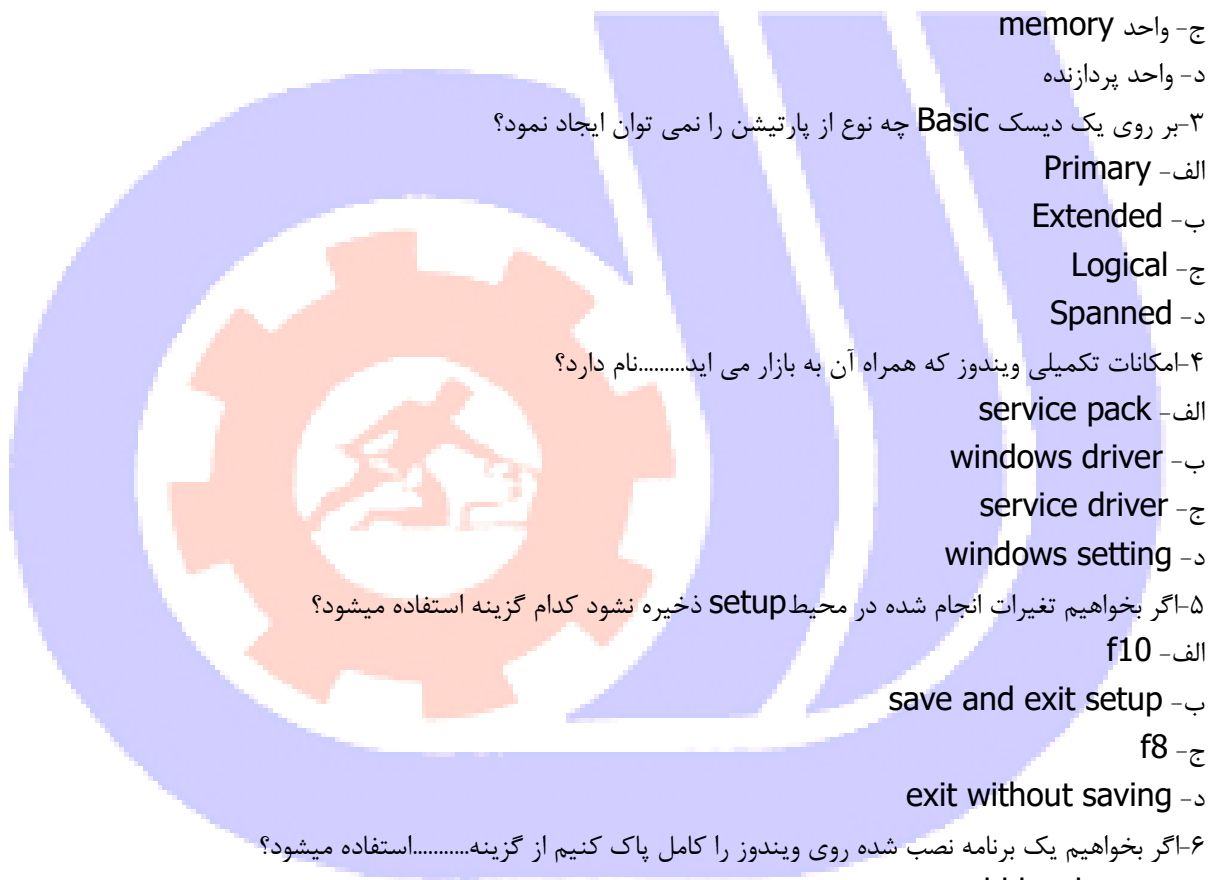 ج- واحد memory
د- واحد پردازنده
۳-بر روی یک دیسک Basic چه نوع از پارتیشن را نمی توان ایجاد نمود؟
الف- Primary
ب- Extended
ج- Logical
د- Spanned
۴-امکانات تکمیلی ویندوز که همراه آن به بازار می اید.........نام دارد؟
الف- service pack
ب- windows driver
ج- service driver
د- windows setting
۵-اگر بخواهیم تغیرات انجام شده در محیط setup ذخیره نشود کدام گزینه استفاده میشود؟
الف- f10
ب- save and exit setup
ج- f8
د- exit without saving
۶-اگر بخواهیم یک برنامه نصب شده روی ویندوز را کامل پاک کنیم از گزینه...........استفاده میشود؟